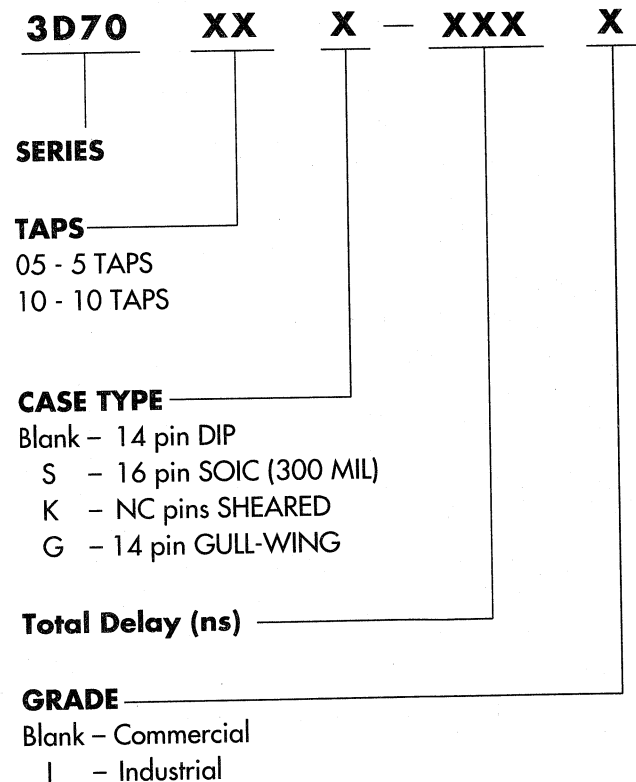 3D70 XX X – XXX X
SERIES
TAPS
05 - 5 TAPS
10 - 10 TAPS
CASE TYPE
Blank – 14 pin DIP
S – 16 pin SOIC (300 MIL)
K – NC pins SHEARED
G – 14 pin GULL-WING
Total Delay (ns)
GRADE
Blank – Commercial
I – Industrial